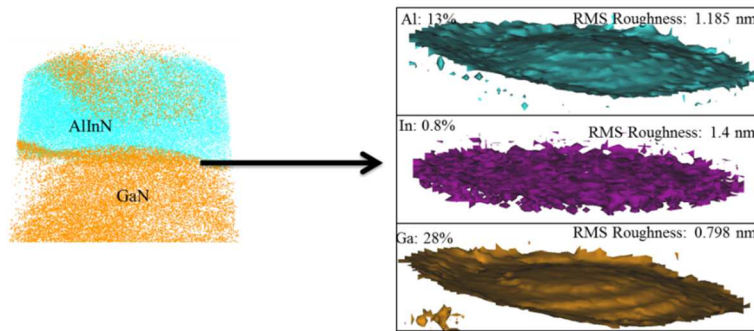 AlInN
GaN
Al: 13% RMS Roughness: 1.185 nm
In: 0.8% RMS Roughness: 1.4 nm
Ga: 28% RMS Roughness: 0.798 nm